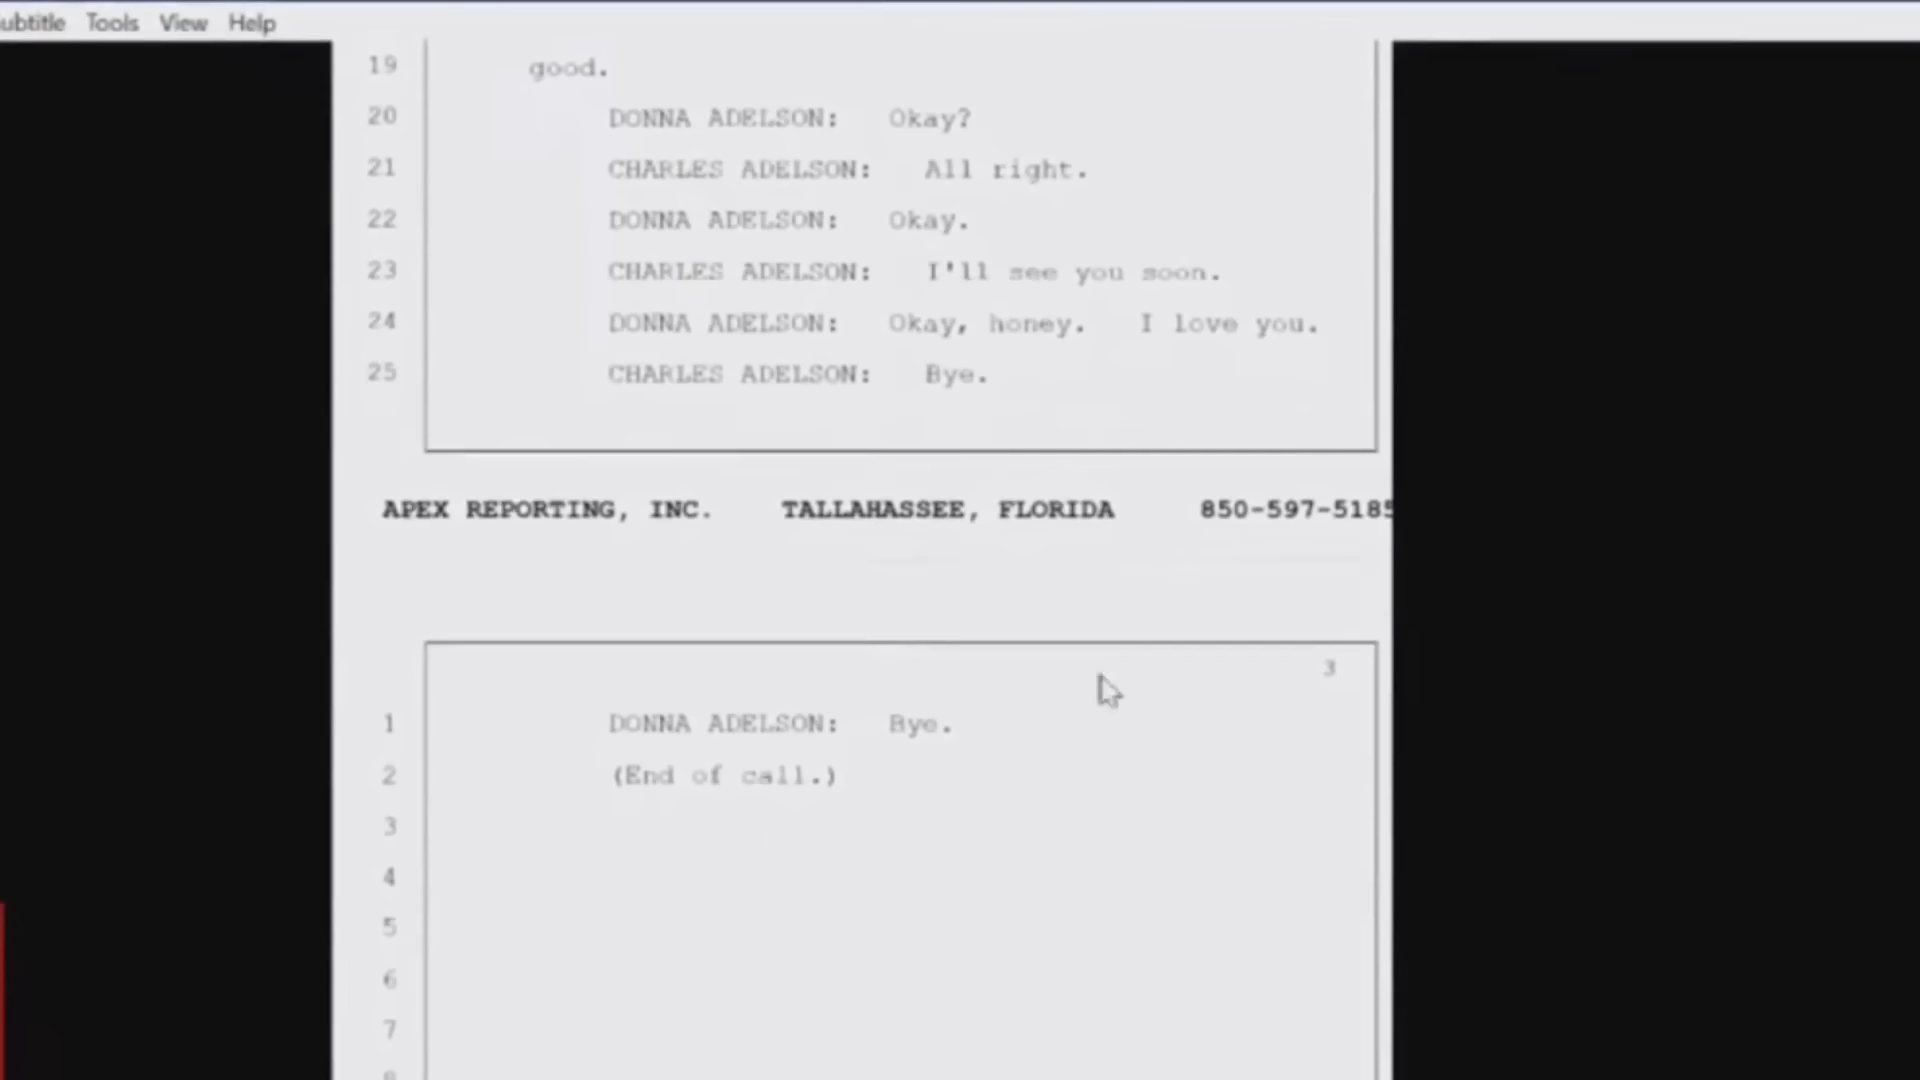 ubtitle Tools View Help
19 good.
20 DONNA ADELSON: Okay?
21 CHARLES ADELSON: All right.
22 DONNA ADELSON: Okay.
23 CHARLES ADELSON: I'll see you soon.
24 DONNA ADELSON: Okay, honey. I love you.
25 CHARLES ADELSON: Bye.
APEX REPORTING, INC. TALLAHASSEE, FLORIDA 850-597-5185
3
1 DONNA ADELSON: Bye.
2 (End of call.)
3
4
5
6
7
8